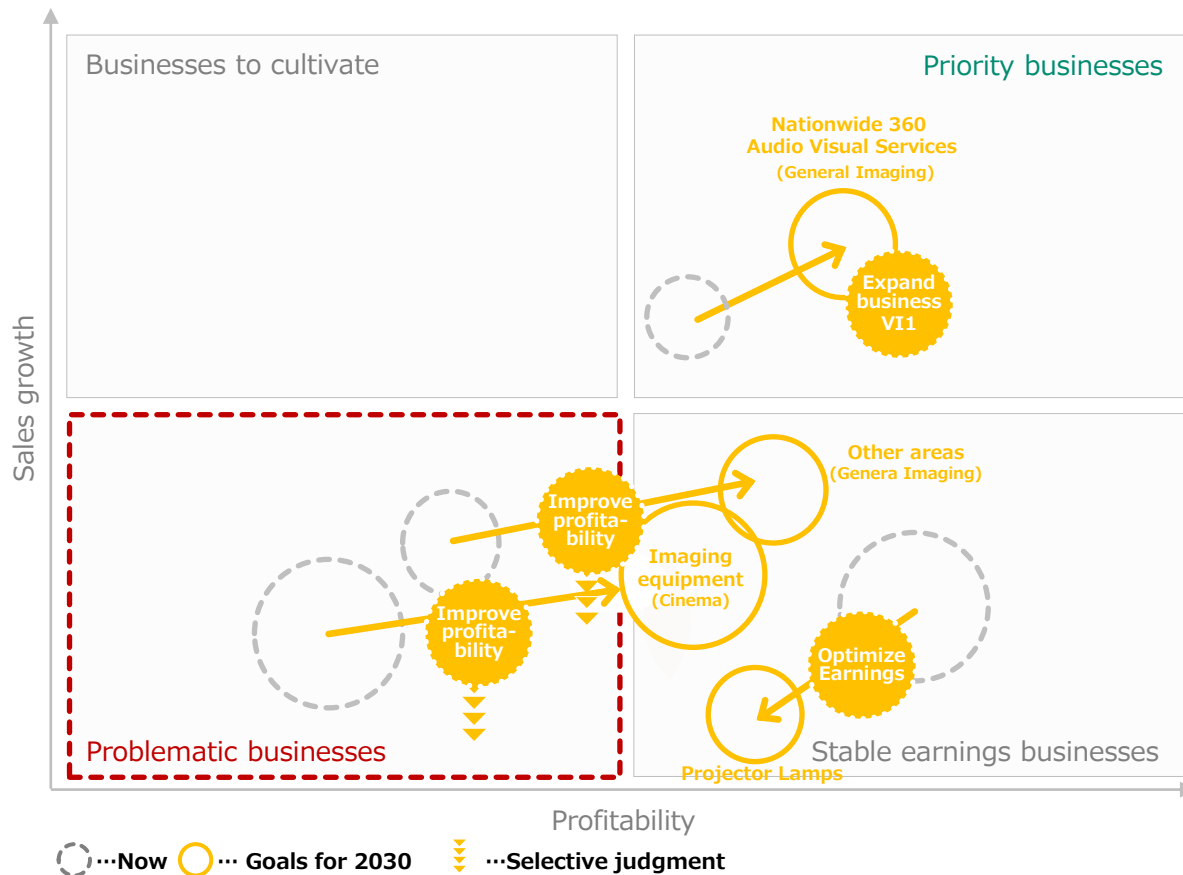 Businesses to cultivate
Priority businesses
Nationwide 360
Audio Visual Services
(General Imaging)
Expand
business
VI1
Sales growth
Other areas
(Genera Imaging)
Improve
profita-
bility
Imaging
equipment
(Cinema)
Improve
profita-
bility
Optimize
Earnings
Problematic businesses
Stable earnings businesses
Projector Lamps
Profitability
···Now
··· Goals for 2030
···Selective judgment